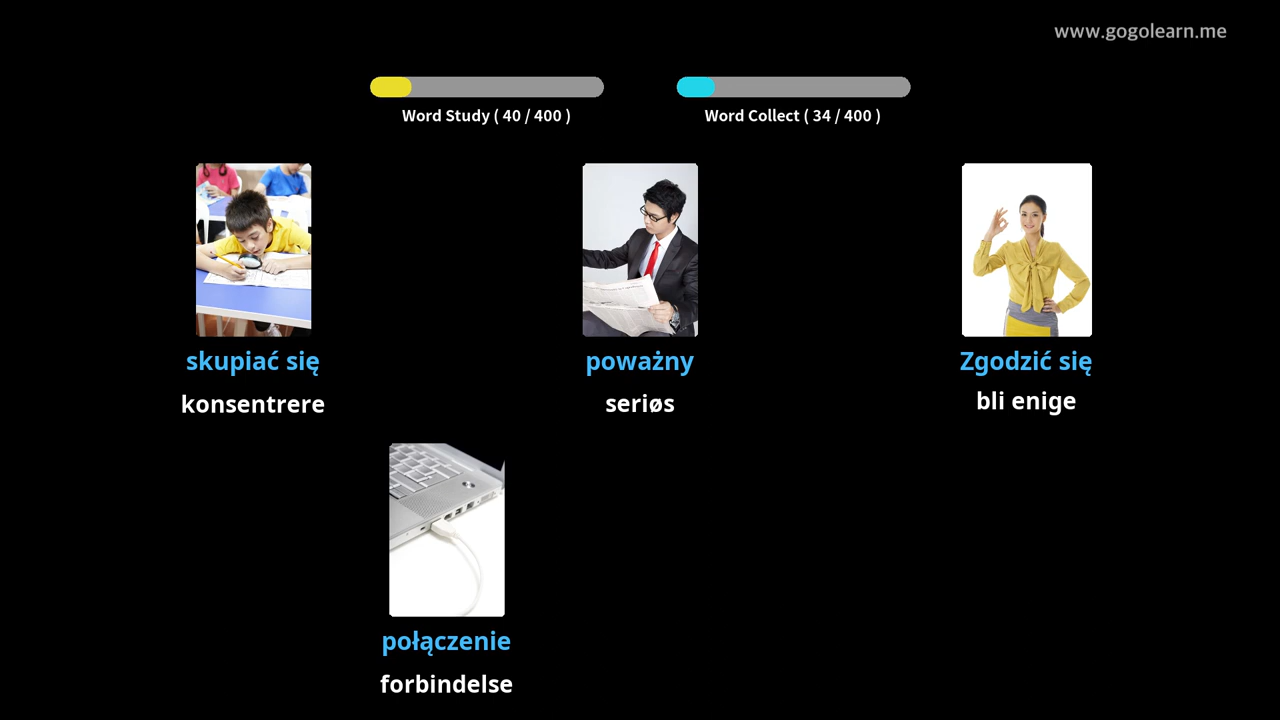 www.gogolearn.me
Word Study ( 40 / 400 )
Word Collect ( 34 / 400 )
skupiać się
konsentrere
poważny
seriøs
Zgodzić się
bli enige
połączenie
forbindelse